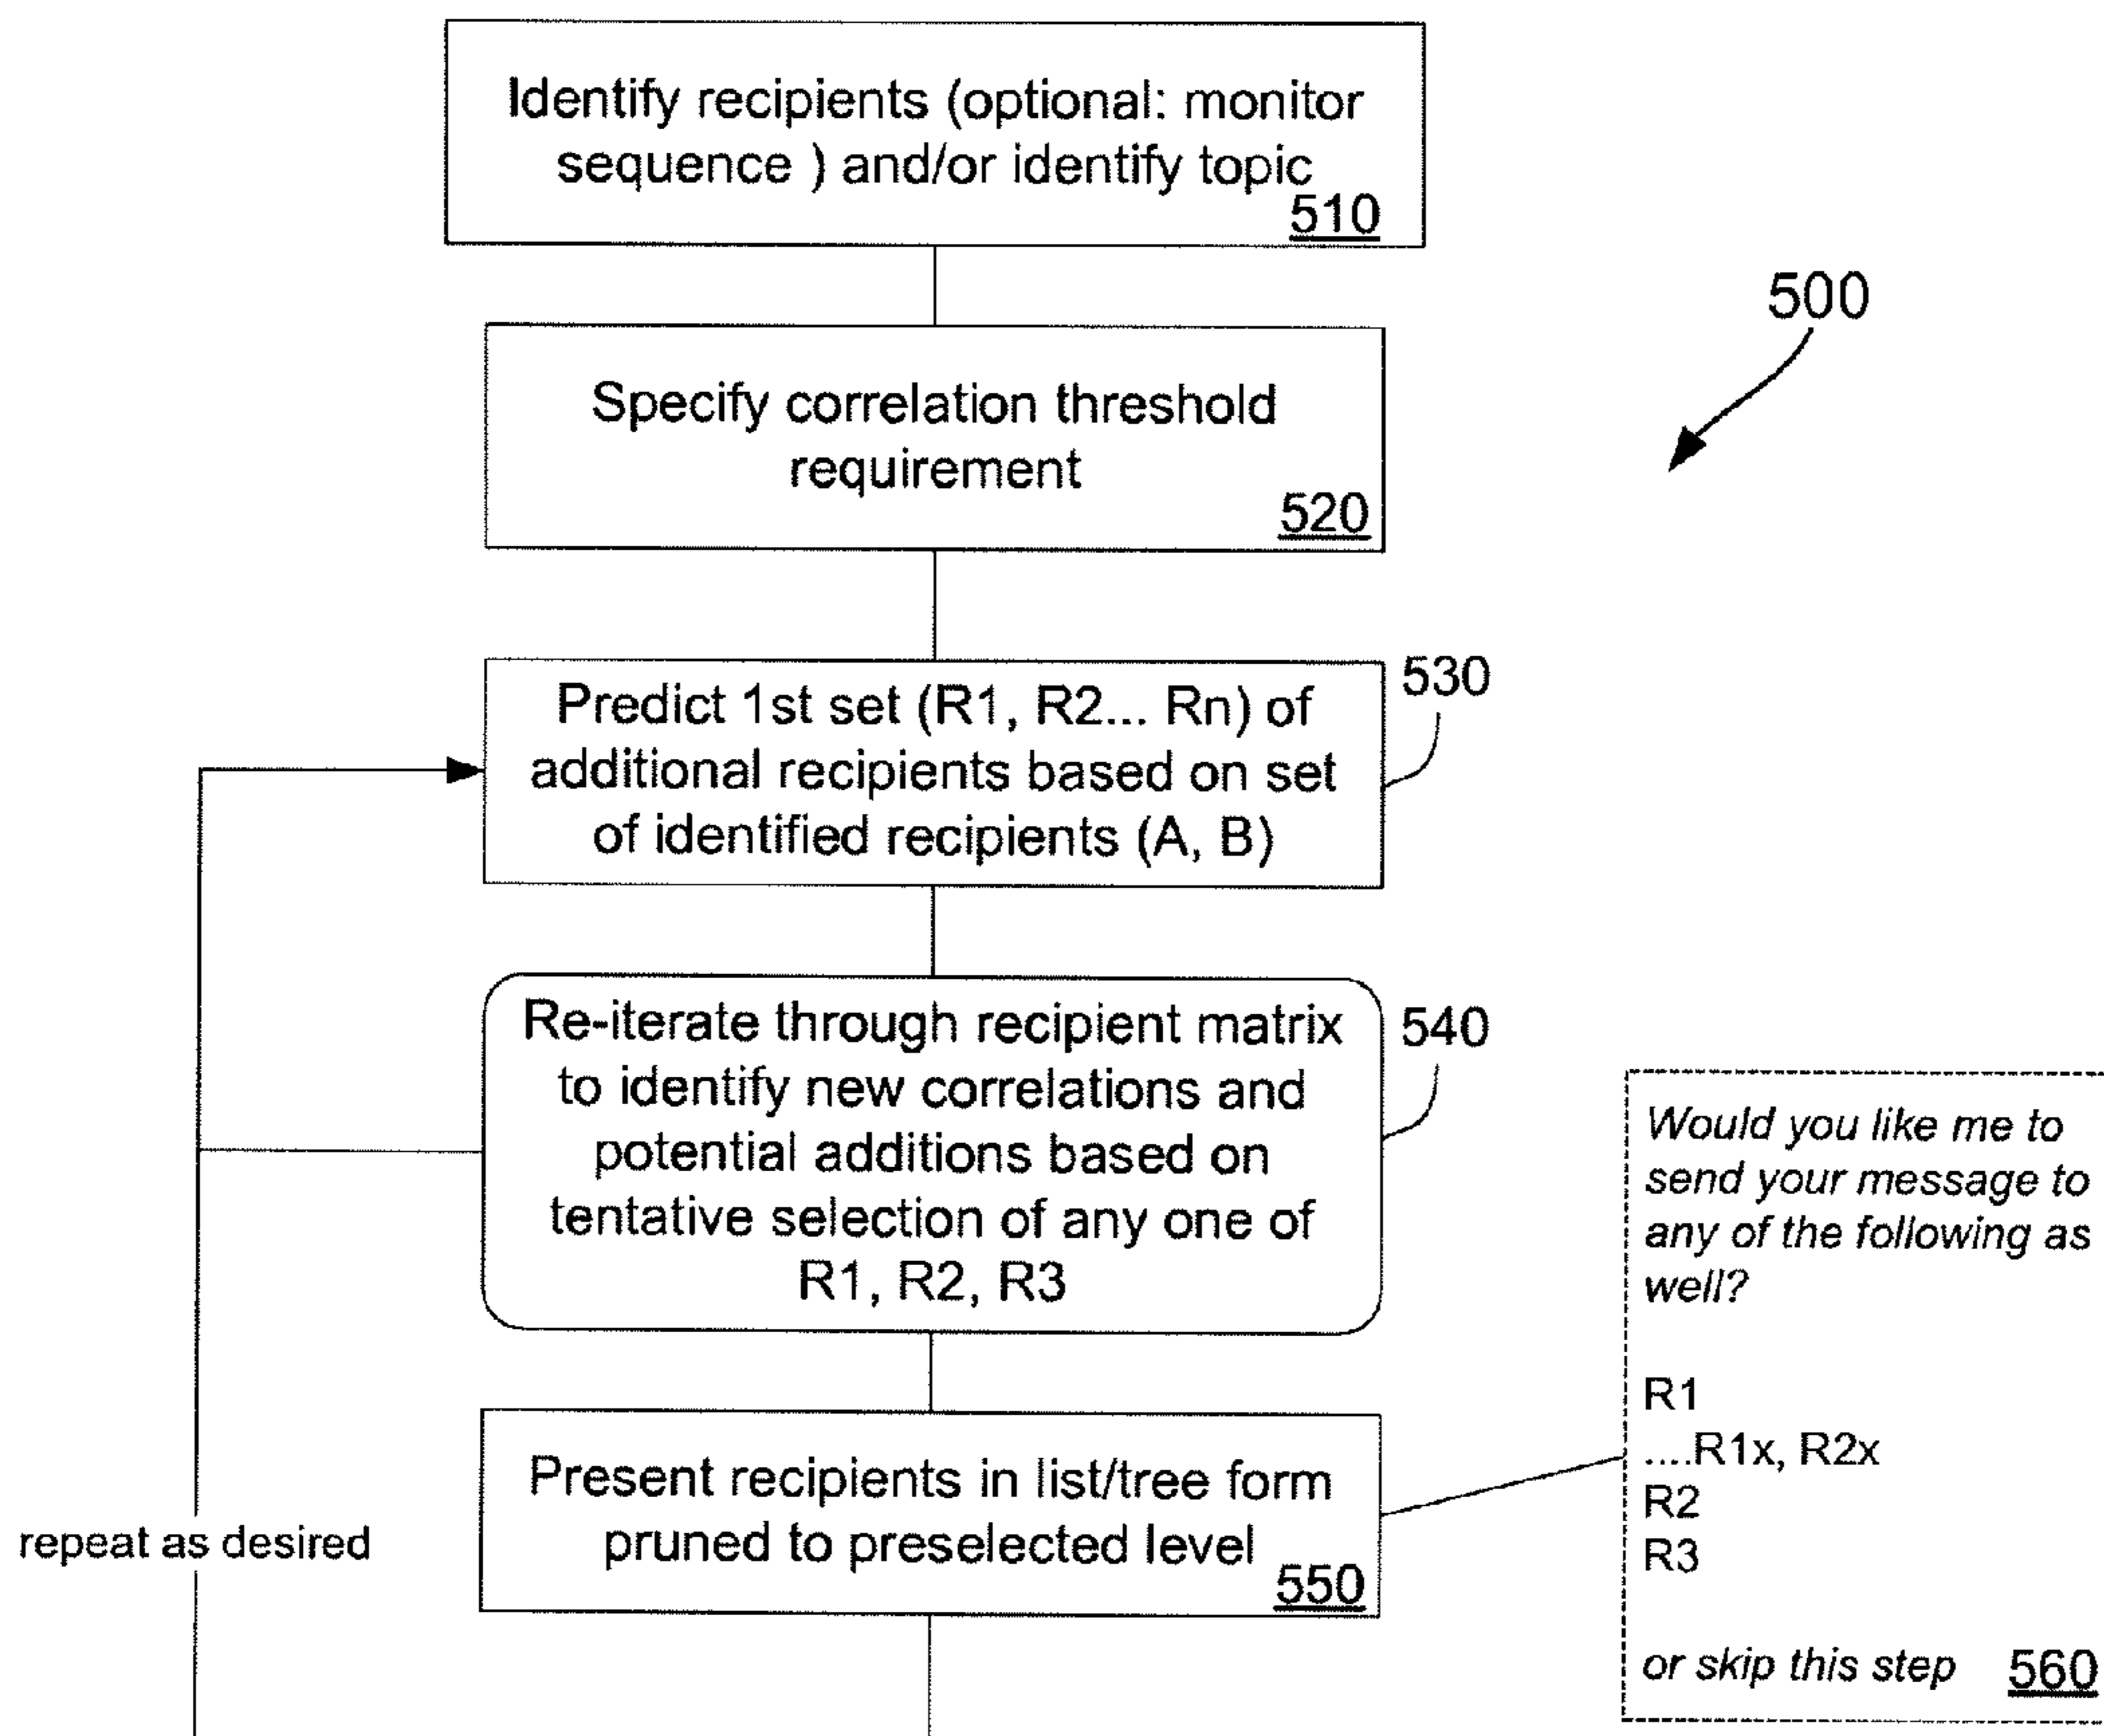 Identify recipients (optional: monitor
sequence ) and/or identify topic
510
500
Specify correlation threshold
requirement
520
Predict 1st set (R1, R2... Rn) of
additional recipients based on set
of identified recipients (A, B)
530
Re-iterate through recipient matrix
to identify new correlations and
potential additions based on
tentative selection of any one of
R1, R2, R3
540
Present recipients in list/tree form
pruned to preselected level
550
repeat as desired
Would you like me to
send your message to
any of the following as
well?
R1
....R1x, R2x
R2
R3
or skip this step
560